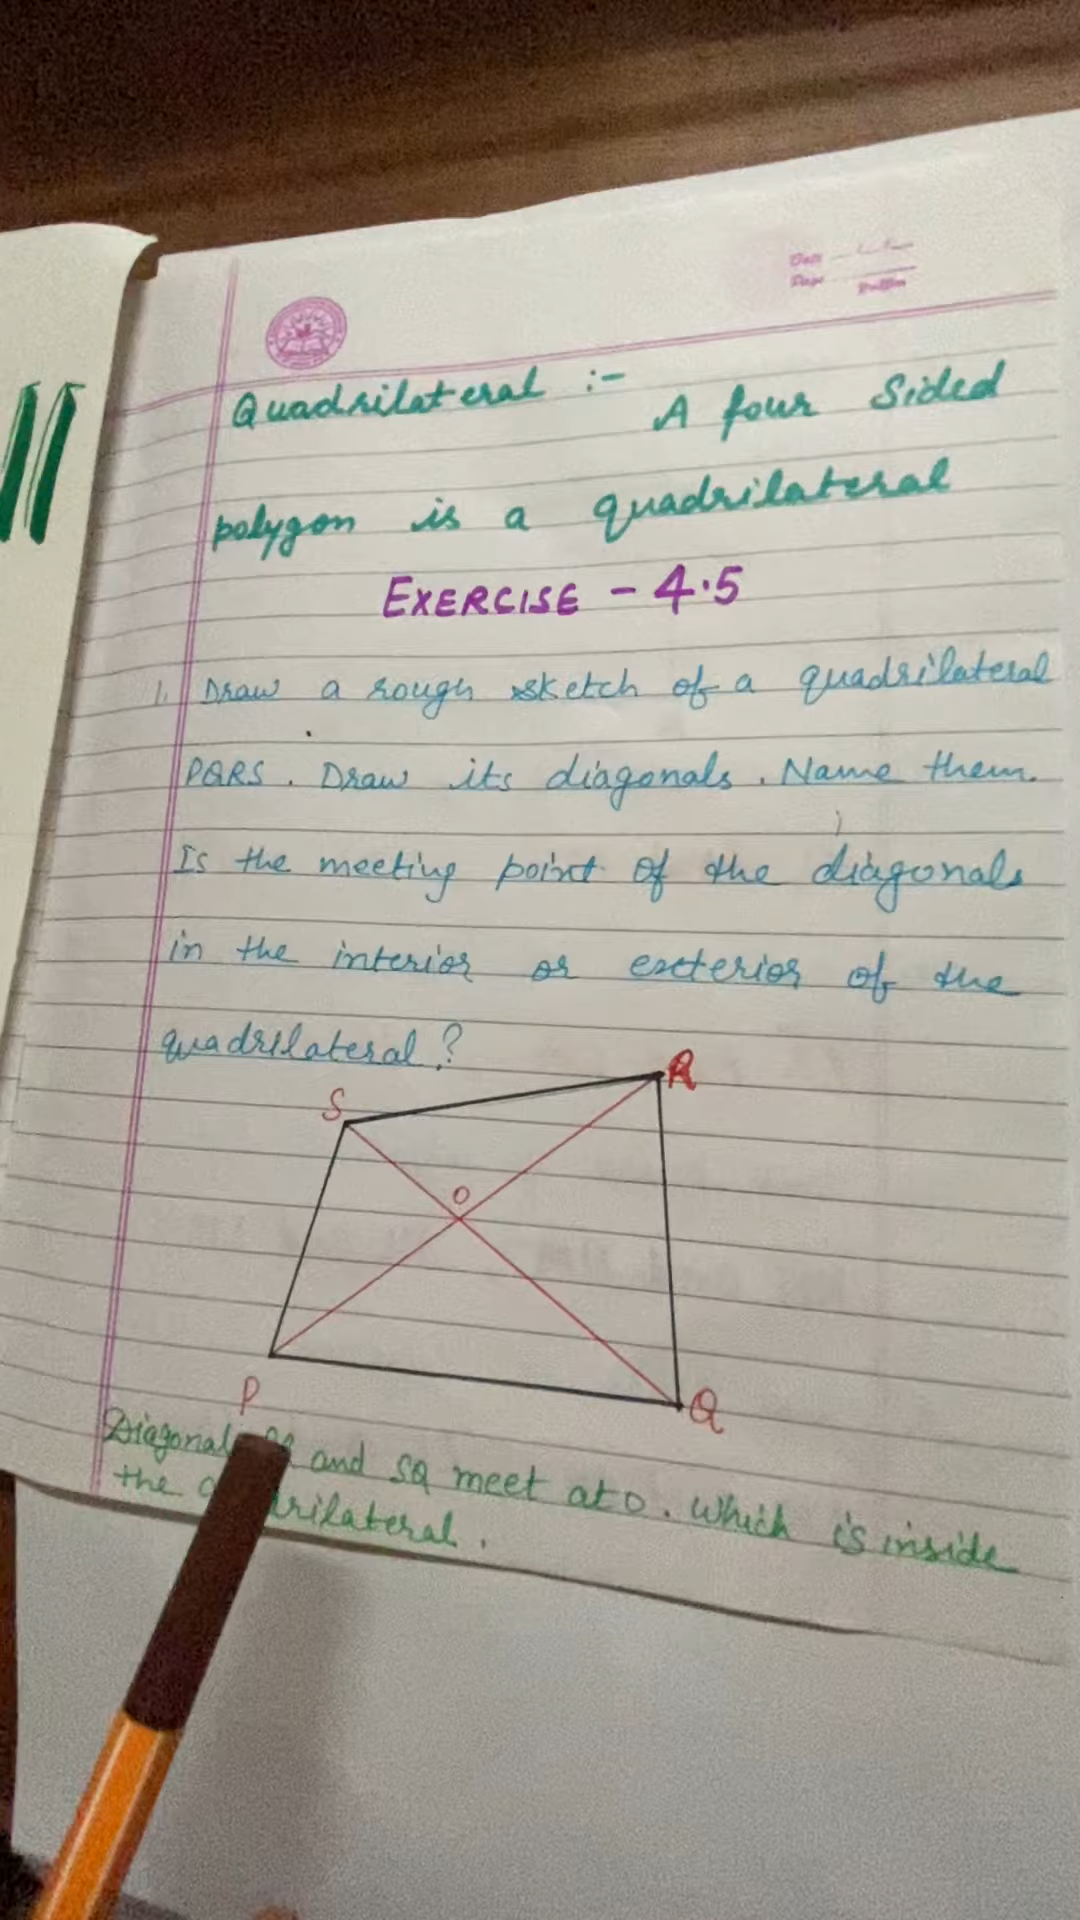 Date
Page
Quadrilateral :- A four Sided
polygon is a quadrilateral
EXERCISE - 4.5
1. Draw a rough sketch of a quadrilateral
PQRS. Draw its diagonals. Name them.
Is the meeting point of the diagonals
in the interior or exterior of the
quadrilateral?
S R
O
P Q
Diagonal and SQ meet at O. Which is inside
the